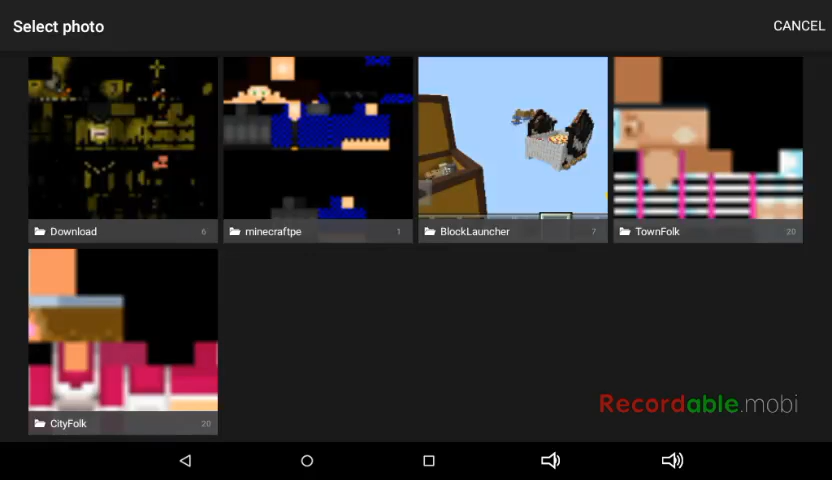 Select photo
CANCEL
Download 6
minecraftpe 1
BlockLauncher 7
TownFolk 20
CityFolk 20
Recordable.mobi